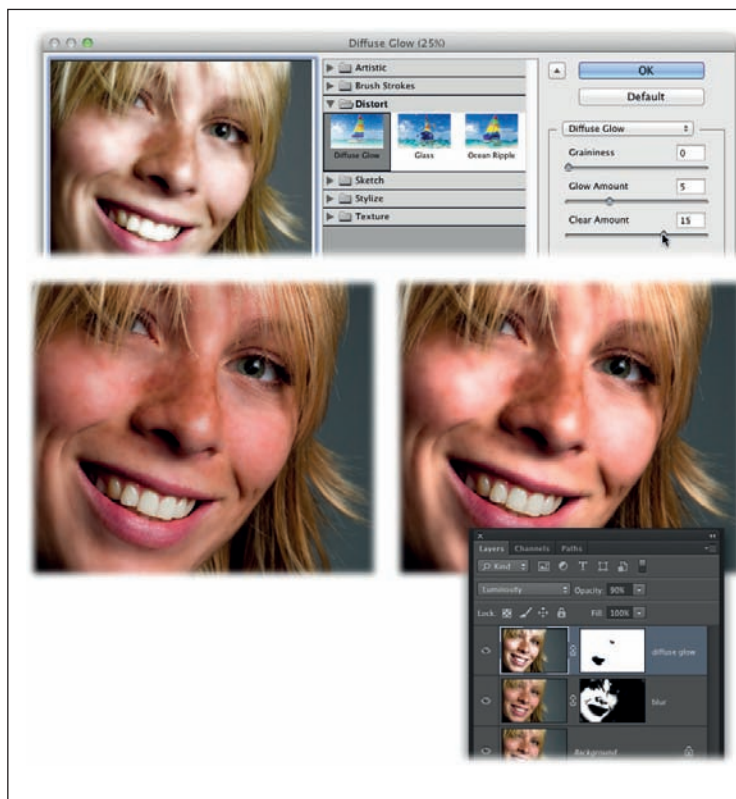 Diffuse Glow (25%)
Artistic
Brush Strokes
Distort
Diffuse Glow
Glass
Ocean Ripple
Sketch
Stylize
Texture
OK
Default
Diffuse Glow
Graininess 0
Glow Amount 5
Clear Amount 15
Layers Channels Paths
Kind T
Luminosity Opacity: 90%
Lock: Fill: 100%
diffuse glow
blur
Background